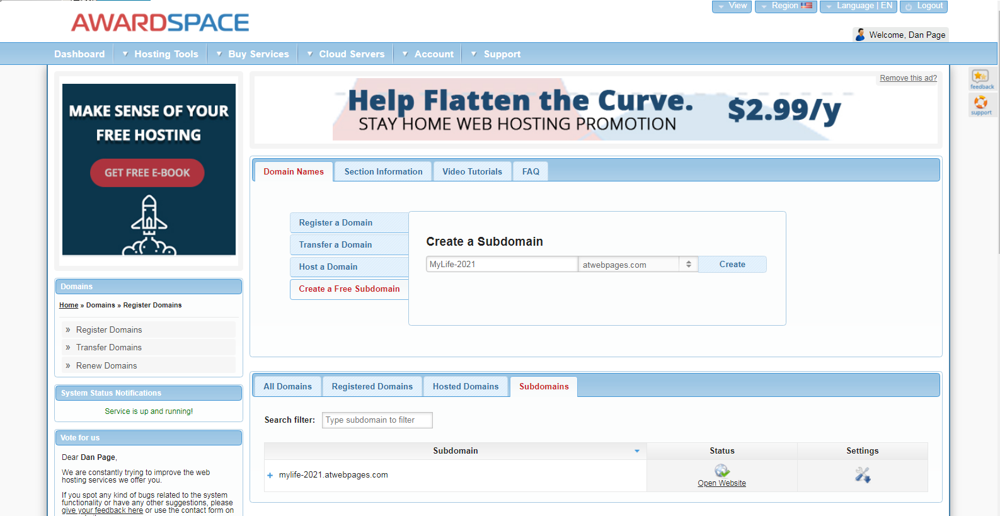 View
Region
Language | EN
Logout
AWARDSPACE
Welcome, Dan Page
Dashboard
Hosting Tools
Buy Services
Cloud Servers
Account
Support
MAKE SENSE OF YOUR
FREE HOSTING
GET FREE E-BOOK
Remove this ad?
Help Flatten the Curve.
STAY HOME WEB HOSTING PROMOTION
$2.99/y
feedback
support
Domain Names
Section Information
Video Tutorials
FAQ
Register a Domain
Transfer a Domain
Host a Domain
Create a Free Subdomain
Create a Subdomain
MyLife-2021
atwebpages.com
Create
Domains
Home » Domains » Register Domains
» Register Domains
» Transfer Domains
» Renew Domains
System Status Notifications
Service is up and running!
Vote for us
Dear Dan Page,
We are constantly trying to improve the web
hosting services we offer you.
If you spot any kind of bugs related to the system
functionality or have any other suggestions, please
give your feedback here or use the contact form on
All Domains
Registered Domains
Hosted Domains
Subdomains
Search filter:
Type subdomain to filter
Subdomain
Status
Settings
+ mylife-2021.atwebpages.com
Open Website